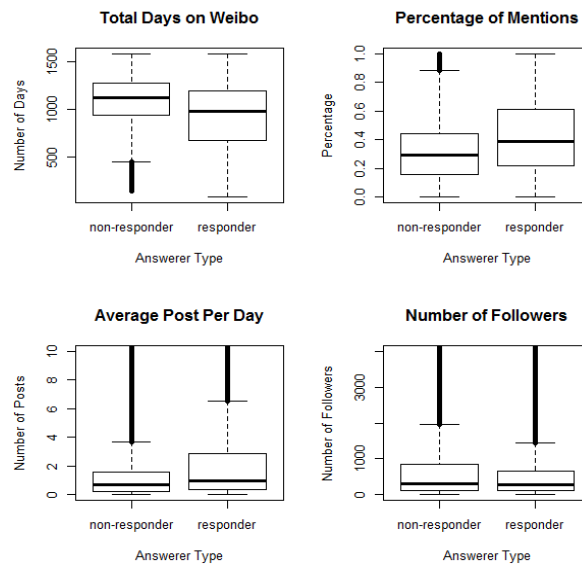 Total Days on Weibo
Number of Days
1500
1000
500
non-responder
responder
Answerer Type
Percentage of Mentions
Percentage
1.0
0.8
0.6
0.4
0.2
0.0
non-responder
responder
Answerer Type
Average Post Per Day
Number of Posts
10
8
6
4
2
0
non-responder
responder
Answerer Type
Number of Followers
Number of Followers
3000
1000
0
non-responder
responder
Answerer Type